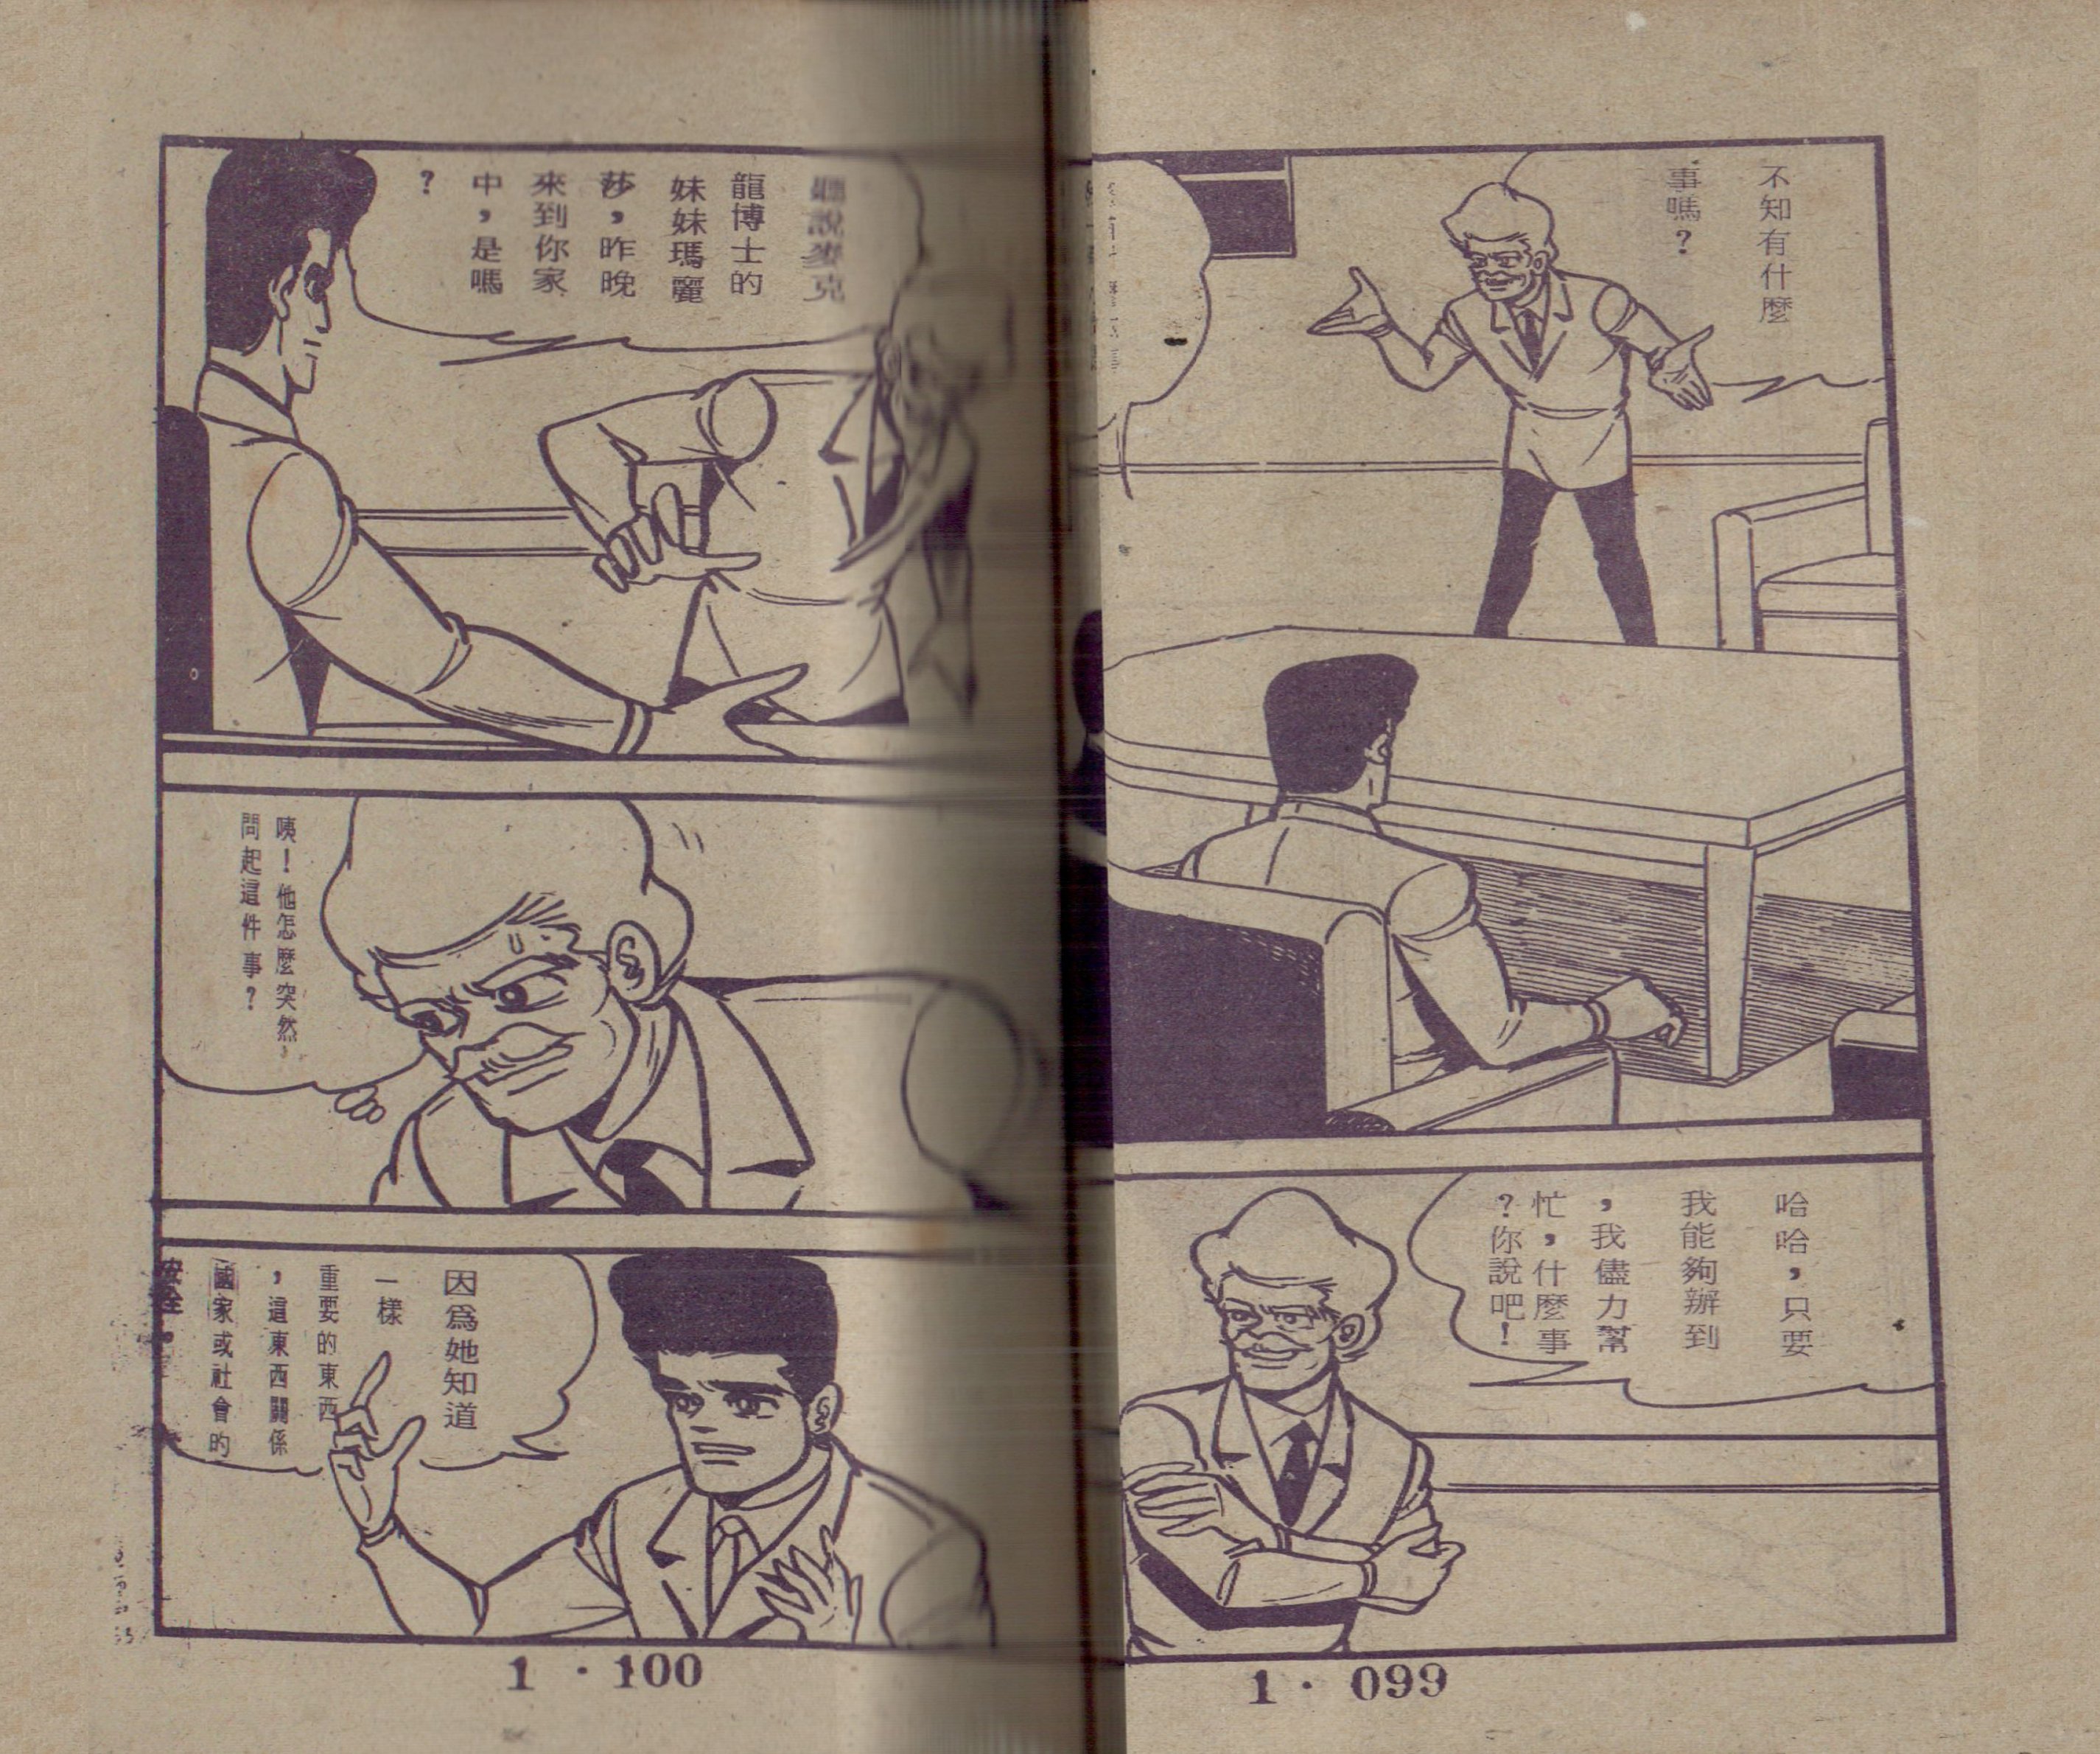 不知有什麼
事嗎?
哈哈,只要
我能夠辦到
,我儘力幫
忙,什麼事
?你說吧!
1 · 099
聽說麥克
龍博士的
妹妹瑪麗
莎,昨晚
來到你家
中,是嗎
?
咦!他怎麼突然,
問起這件事?
因為她知道
一樣
重要的東西
,這東西關係
國家或社會的
安全,
1 · 100